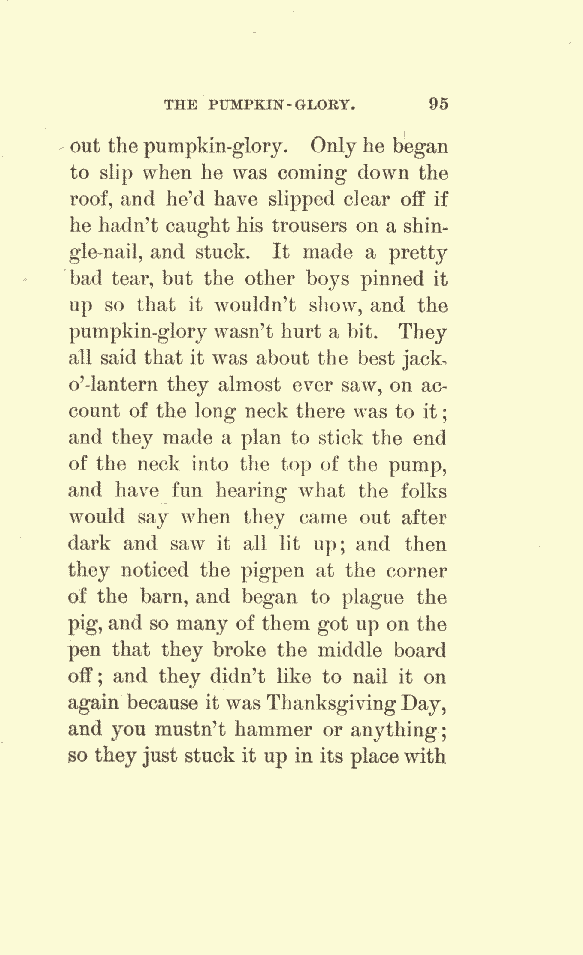 THE PUMPKIN-GLORY. 95
out the pumpkin-glory. Only he began
to slip when he was coming down the
roof, and he'd have slipped clear off if
he hadn't caught his trousers on a shin-
gle-nail, and stuck. It made a pretty
bad tear, but the other boys pinned it
up so that it wouldn't show, and the
pumpkin-glory wasn't hurt a bit. They
all said that it was about the best jack-
o'-lantern they almost ever saw, on ac-
count of the long neck there was to it;
and they made a plan to stick the end
of the neck into the top of the pump,
and have fun hearing what the folks
would say when they came out after
dark and saw it all lit up; and then
they noticed the pigpen at the corner
of the barn, and began to plague the
pig, and so many of them got up on the
pen that they broke the middle board
off; and they didn't like to nail it on
again because it was Thanksgiving Day,
and you mustn't hammer or anything;
so they just stuck it up in its place with